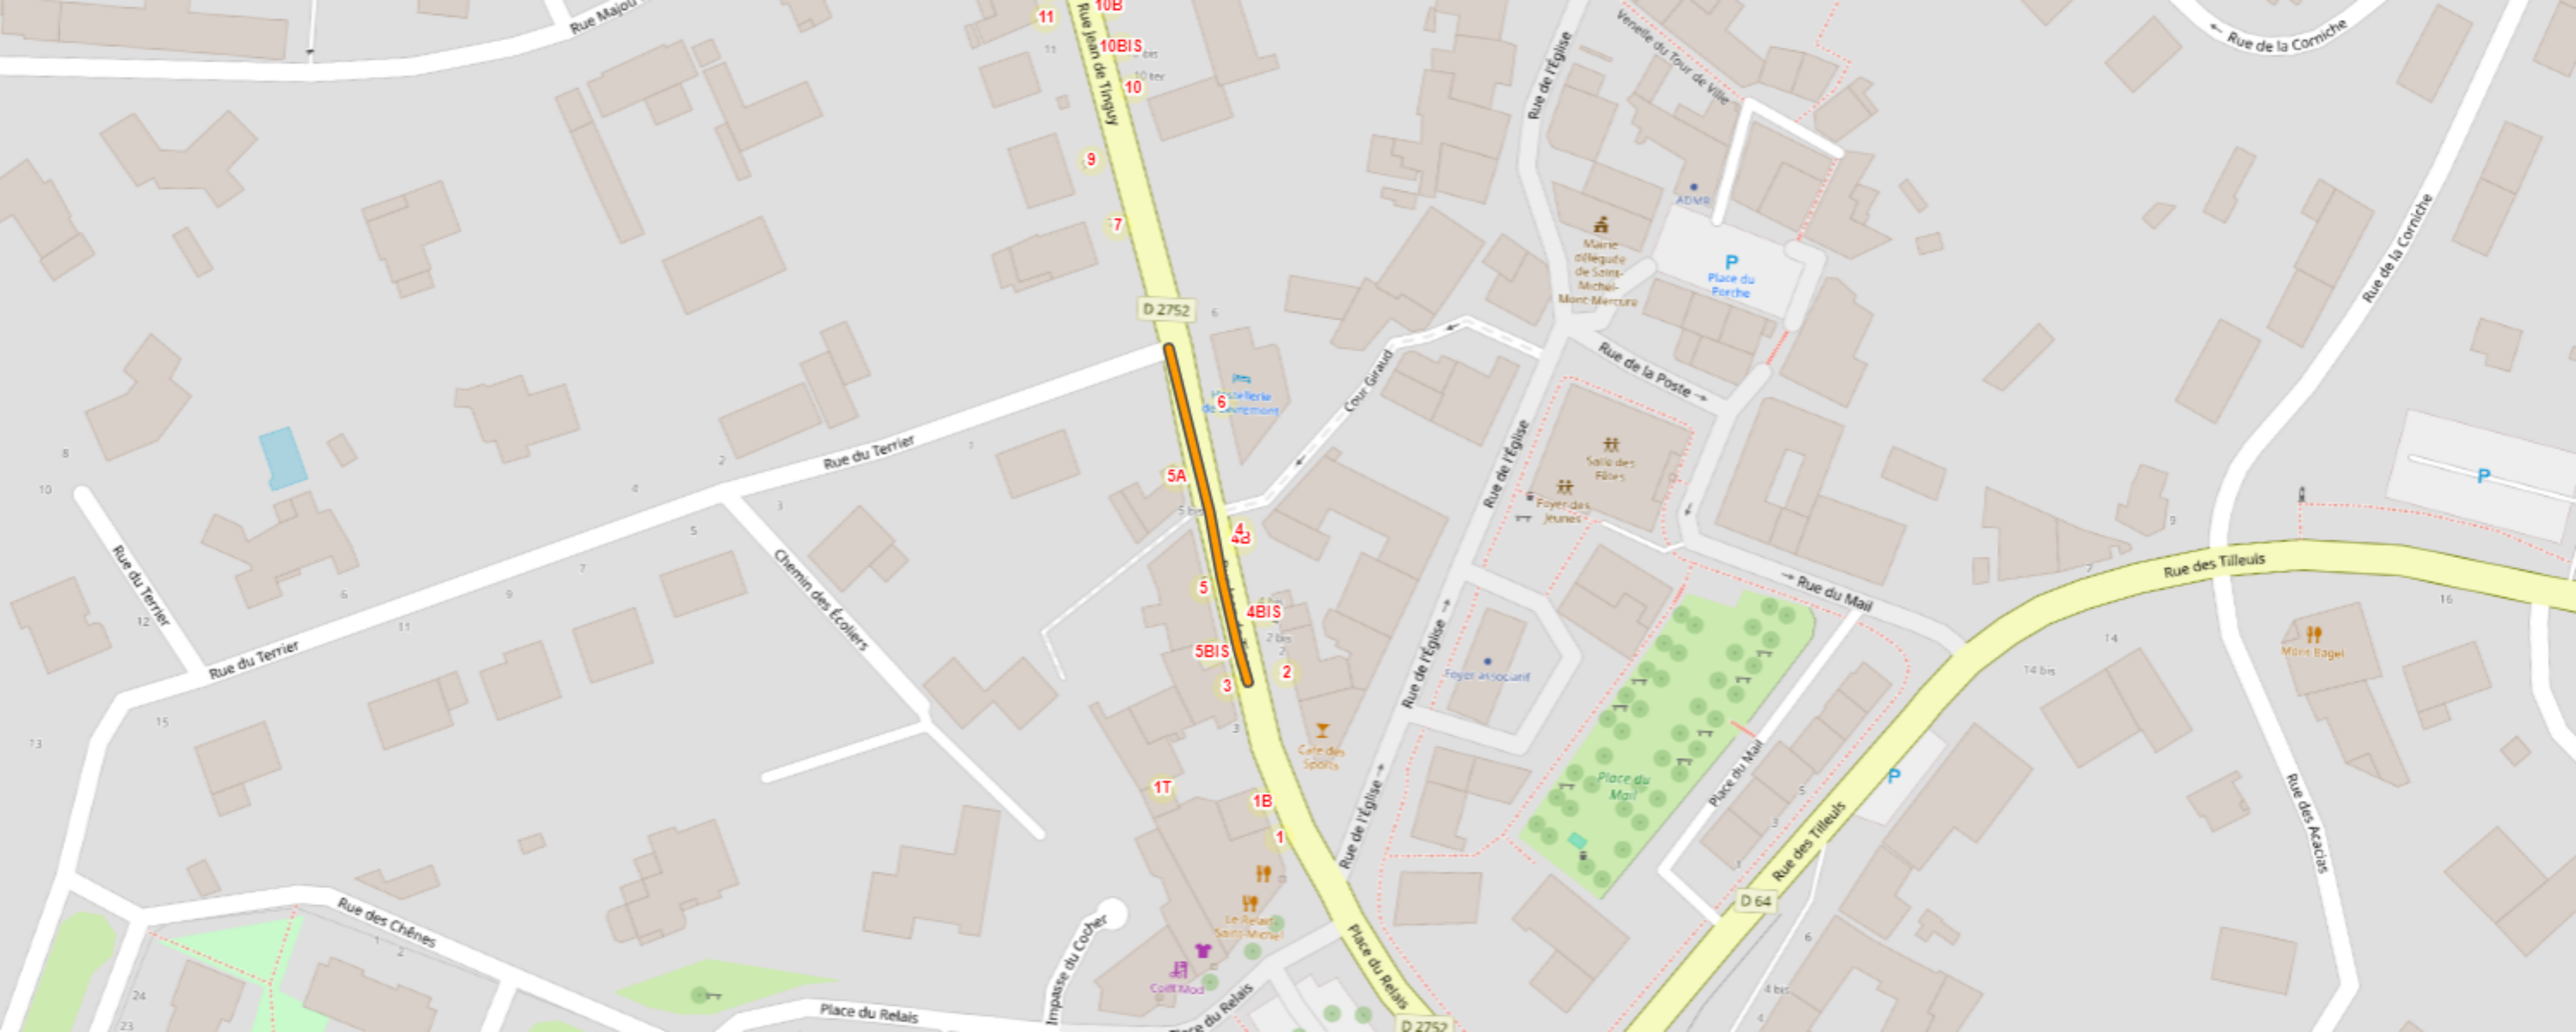 Rue Majou
11
10B
10BIS
bis
11
10 ter
10
Rue Jean de Tinguy
9
7
Rue de l'Église
Venelle du Tour de Ville
Rue de la Corniche
Rue de la Corniche
ADMR
Mairie
déléguée
de Saint-
Michel-
Mont-Mercure
P
Place du
Porche
D 2752
6
Hostellerie
de Sèvremont
6
Cour Giraud
Rue de la Poste
Rue de l'Église
Salle des
Fêtes
Foyer des
Jeunes
P
8
10
2
4
1
3
5
Rue du Terrier
5A
5 bis
4
4B
5
4BIS
2 bis
2
5BIS
3
2
3
Rue du Terrier
12
6
7
9
11
Rue du Terrier
15
13
Chemin des Écoliers
Café des
Sports
Rue de l'Église
Foyer associatif
Rue du Mail
Place du
Mail
Place du Mail
Rue des Tilleuls
9
7
16
14
14 bis
Mont Bagel
Rue des Acacias
P
5
3
1
Rue des Tilleuls
D 64
6
4 bis
4
1T
1B
1
Rue de l'Église
Le Relais
Saint-Michel
Coiff'Mod
Impasse du Cocher
Rue des Chênes
1
2
24
23
Place du Relais
Place du Relais
Place du Relais
D 2752